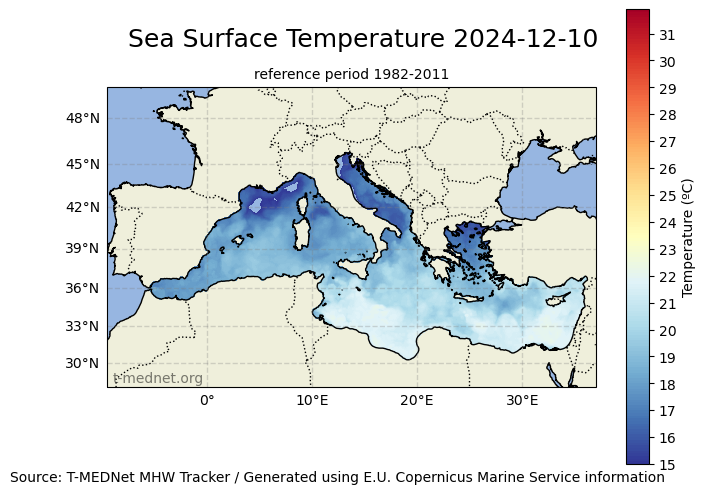 Sea Surface Temperature 2024-12-10
reference period 1982-2011
48°N
45°N
42°N
39°N
36°N
33°N
30°N
t-mednet.org
0°
10°E
20°E
30°E
31
30
29
28
27
26
25
24
23
22
21
20
19
18
17
16
15
Temperature (ºC)
Source: T-MEDNet MHW Tracker / Generated using E.U. Copernicus Marine Service information